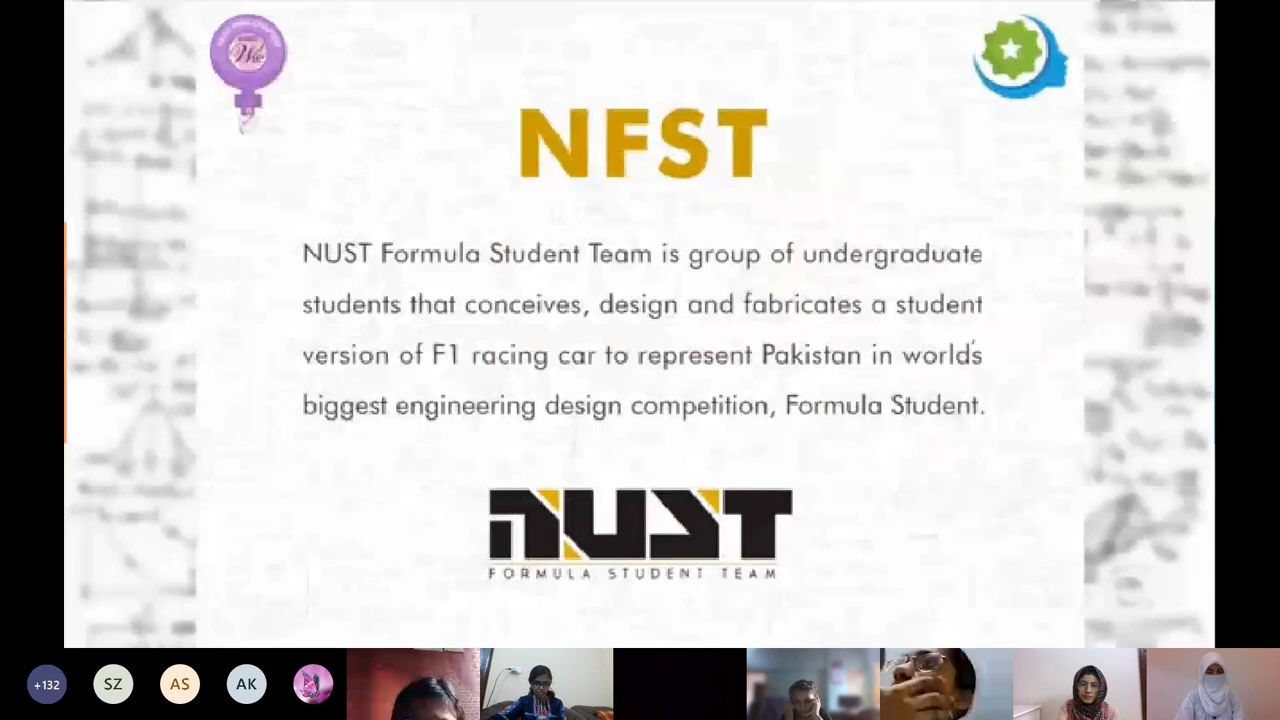 NFST
NUST Formula Student Team is group of undergraduate
students that conceives, design and fabricates a student
version of F1 racing car to represent Pakistan in world's
biggest engineering design competition, Formula Student.
NUST
FORMULA STUDENT TEAM
+132
SZ
AS
AK